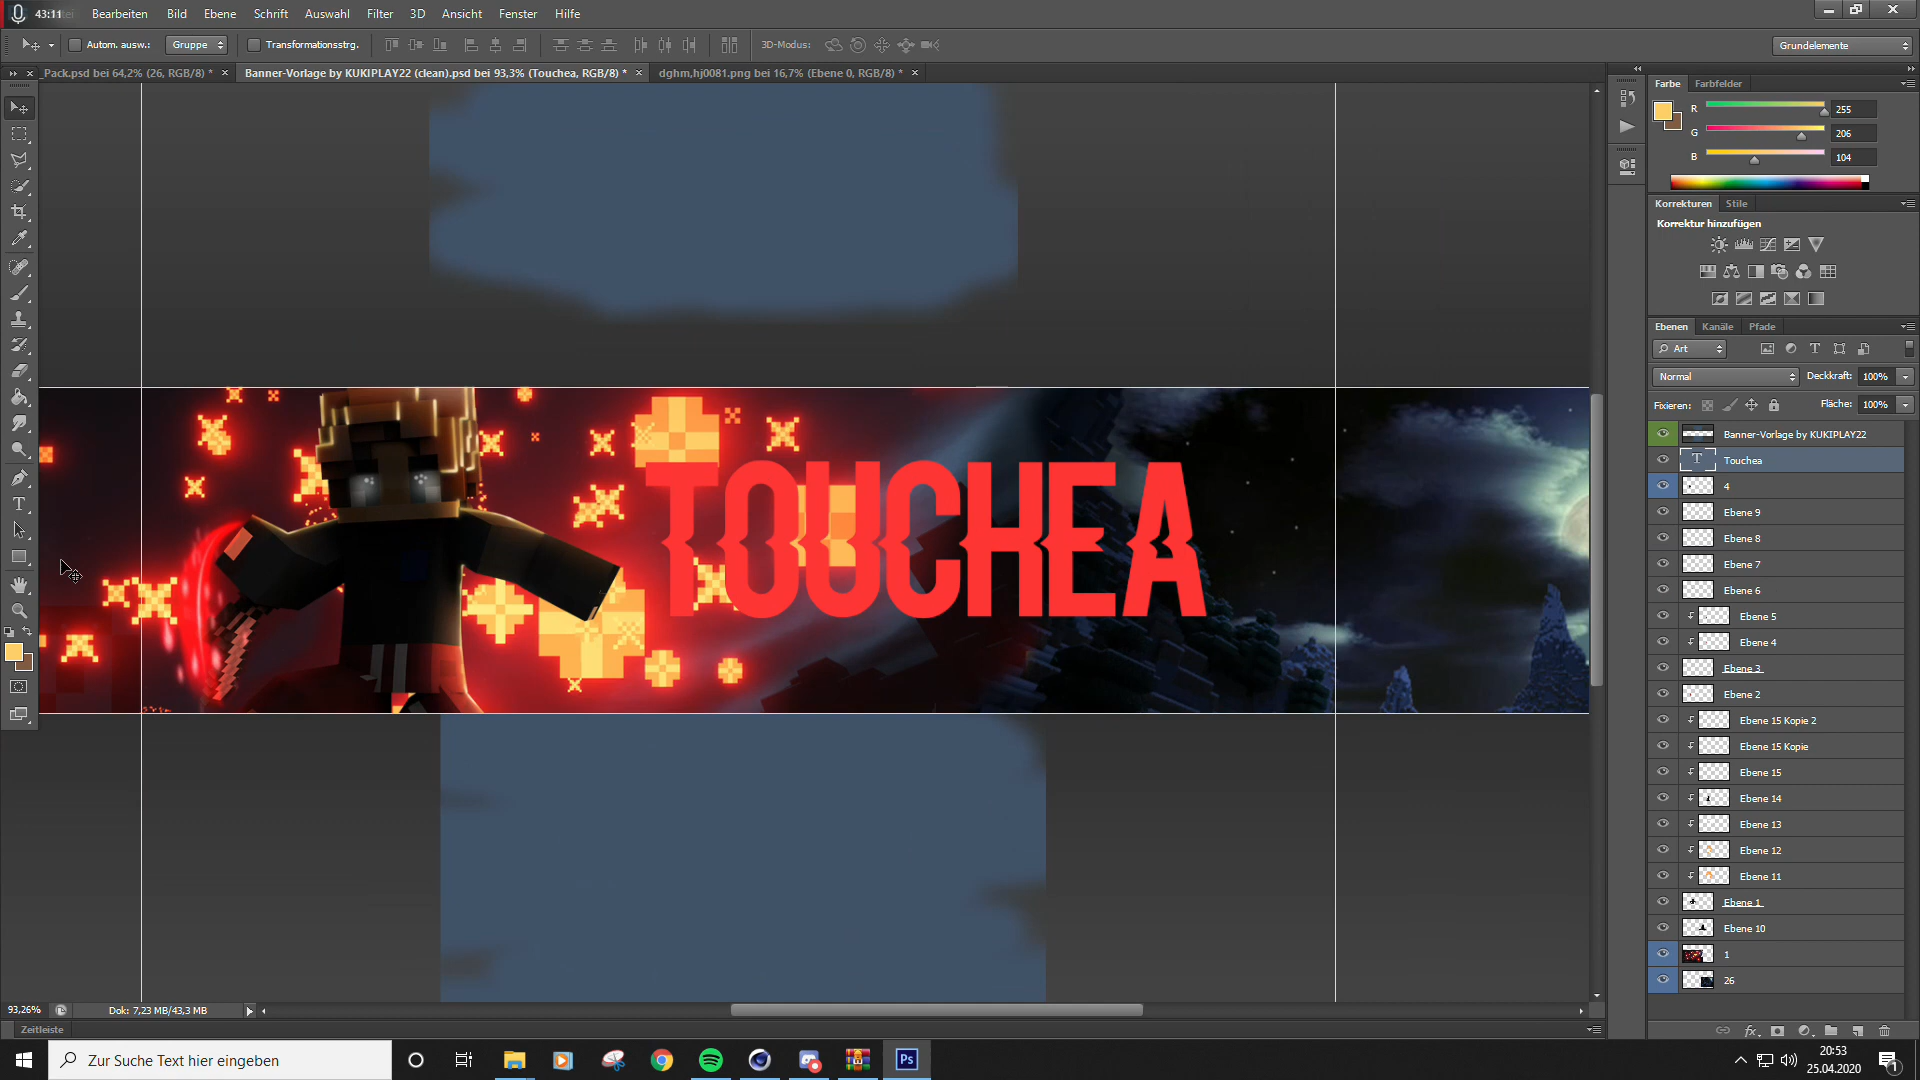 43:11
Bearbeiten Bild Ebene Schrift Auswahl Filter 3D Ansicht Fenster Hilfe
Autom. ausw.: Gruppe Transformationsstrg. 3D-Modus: Grundelemente
Pack.psd bei 64,2% (26, RGB/8) * × Banner-Vorlage by KUKIPLAY22 (clean).psd bei 93,3% (Touchea, RGB/8) * × dghm,hj0081.png bei 16,7% (Ebene 0, RGB/8) * ×
Farbe Farbfelder
R 255
G 206
B 104
Korrekturen Stile
Korrektur hinzufügen
Ebenen Kanäle Pfade
Art
Normal Deckkraft: 100%
Fixieren: Fläche: 100%
Banner-Vorlage by KUKIPLAY22
T Touchea
4
Ebene 9
Ebene 8
Ebene 7
Ebene 6
Ebene 5
Ebene 4
Ebene 3
Ebene 2
Ebene 15 Kopie 2
Ebene 15 Kopie
Ebene 15
Ebene 14
Ebene 13
Ebene 12
Ebene 11
Ebene 1
Ebene 10
1
26
TOUCHEA
93,26% Dok: 7,23 MB/43,3 MB
Zeitleiste
fx
Zur Suche Text hier eingeben
Ps
20:53
25.04.2020
1